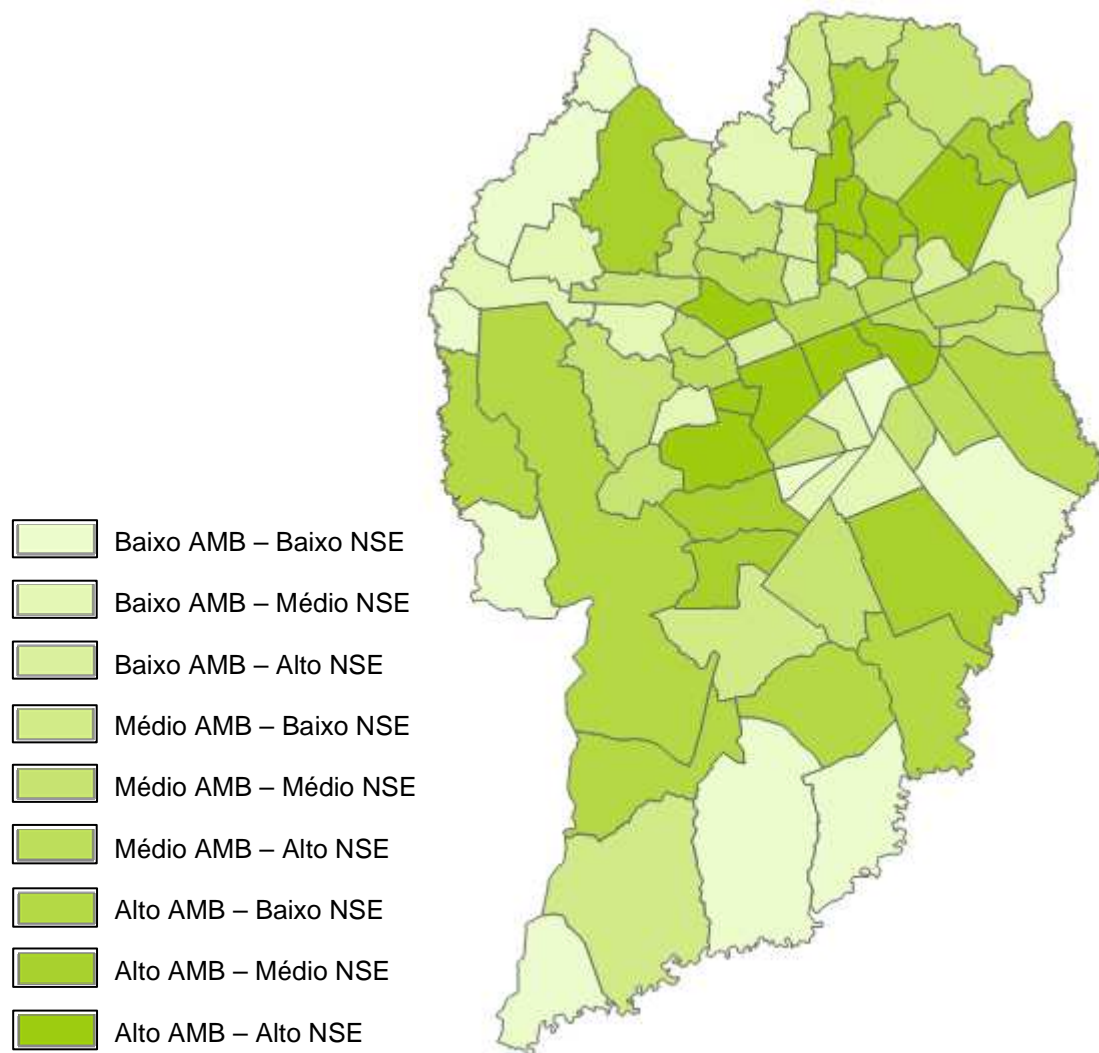 Baixo AMB – Baixo NSE
Baixo AMB – Médio NSE
Baixo AMB – Alto NSE
Médio AMB – Baixo NSE
Médio AMB – Médio NSE
Médio AMB – Alto NSE
Alto AMB – Baixo NSE
Alto AMB – Médio NSE
Alto AMB – Alto NSE